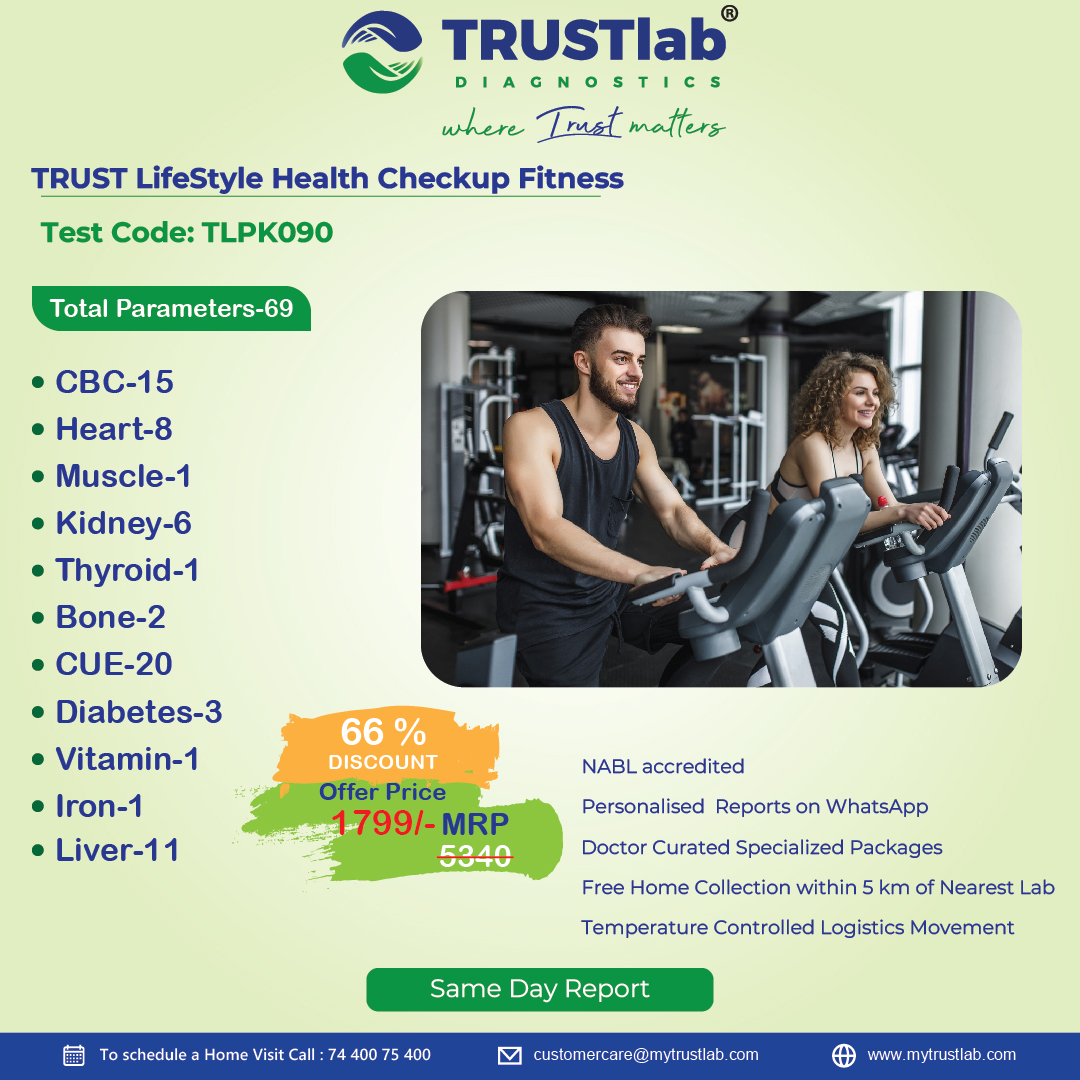 TRUSTlab®
DIAGNOSTICS
where Trust matters
TRUST LifeStyle Health Checkup Fitness
Test Code: TLPK090
Total Parameters-69
• CBC-15
• Heart-8
• Muscle-1
• Kidney-6
• Thyroid-1
• Bone-2
• CUE-20
• Diabetes-3
• Vitamin-1
• Iron-1
• Liver-11
66 %
DISCOUNT
Offer Price
1799/- MRP
5340
NABL accredited
Personalised Reports on WhatsApp
Doctor Curated Specialized Packages
Free Home Collection within 5 km of Nearest Lab
Temperature Controlled Logistics Movement
Same Day Report
To schedule a Home Visit Call : 74 400 75 400
customercare@mytrustlab.com
www.mytrustlab.com